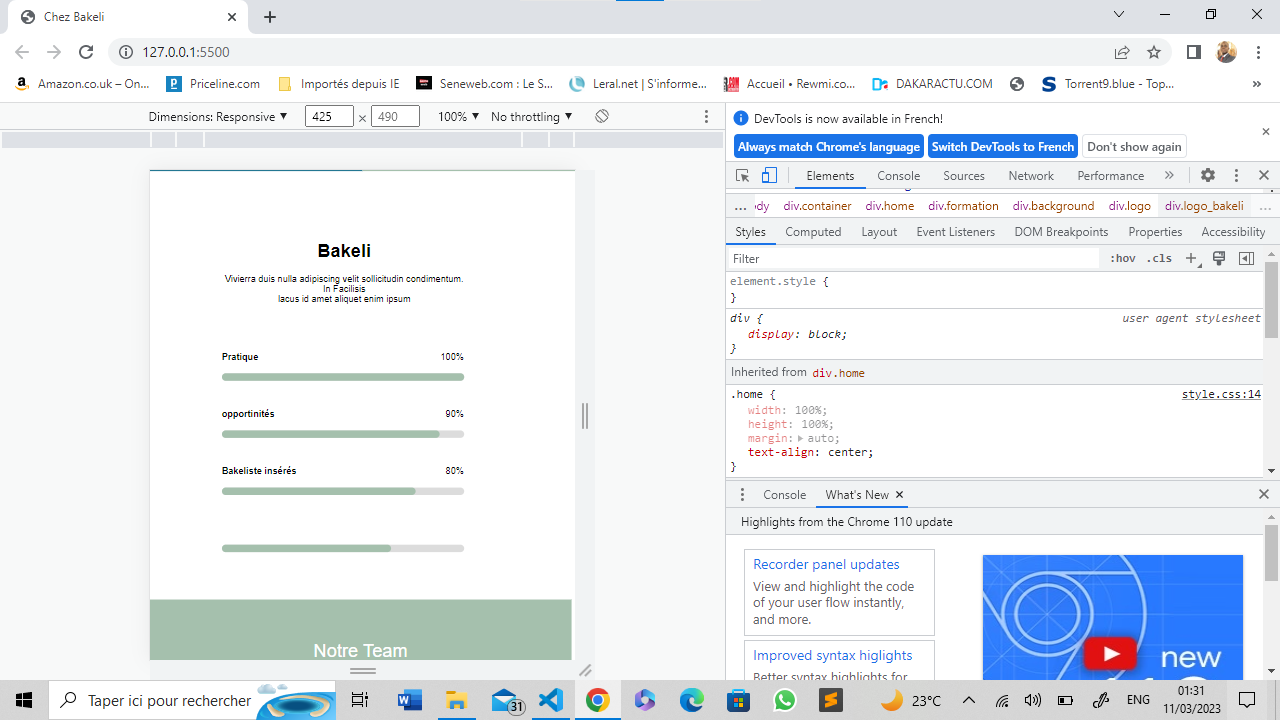 Chez Bakeli
127.0.0.1:5500
Amazon.co.uk – On...
Priceline.com
Importés depuis IE
Seneweb.com : Le S...
Leral.net | S'informe...
Accueil • Rewmi.co...
DAKARACTU.COM
Torrent9.blue - Top...
»
Dimensions: Responsive ▼ 425 × 490 100% ▼ No throttling ▼
DevTools is now available in French!
Always match Chrome's language Switch DevTools to French Don't show again
Elements Console Sources Network Performance »
... ody div.container div.home div.formation div.background div.logo div.logo_bakeli ...
Styles Computed Layout Event Listeners DOM Breakpoints Properties Accessibility
Filter :hov .cls
element.style {
}
div { user agent stylesheet
display: block;
}
Inherited from div.home
.home { style.css:14
width: 100%;
height: 100%;
margin: auto;
text-align: center;
}
Console What's New
Highlights from the Chrome 110 update
Recorder panel updates
View and highlight the code
of your user flow instantly,
and more.
Improved syntax higlights
Better syntax highlights for
new
Bakeli
Vivierra duis nulla adipiscing velit sollicitudin condimentum.
In Facilisis
lacus id amet aliquet enim ipsum
Pratique 100%
opportinités 90%
Bakeliste insérés 80%
Notre Team
Taper ici pour rechercher
31
23°C
ENG
01:31
11/03/2023